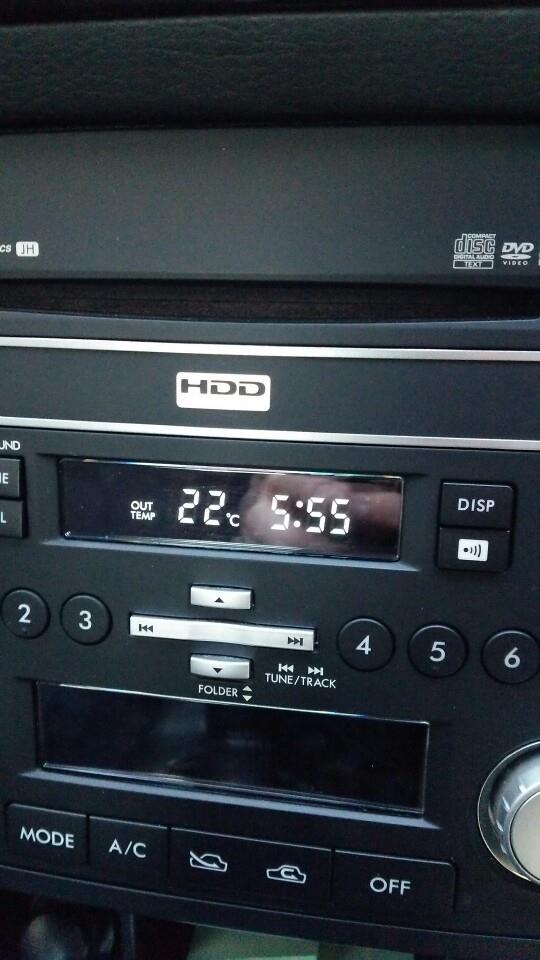 CS JH
COMPACT
disc
DIGITAL AUDIO
TEXT
DVD
VIDEO
HDD
OUT
TEMP
22°C 5:55
DISP
2
3
4
5
6
TUNE/TRACK
FOLDER
MODE
A/C
OFF